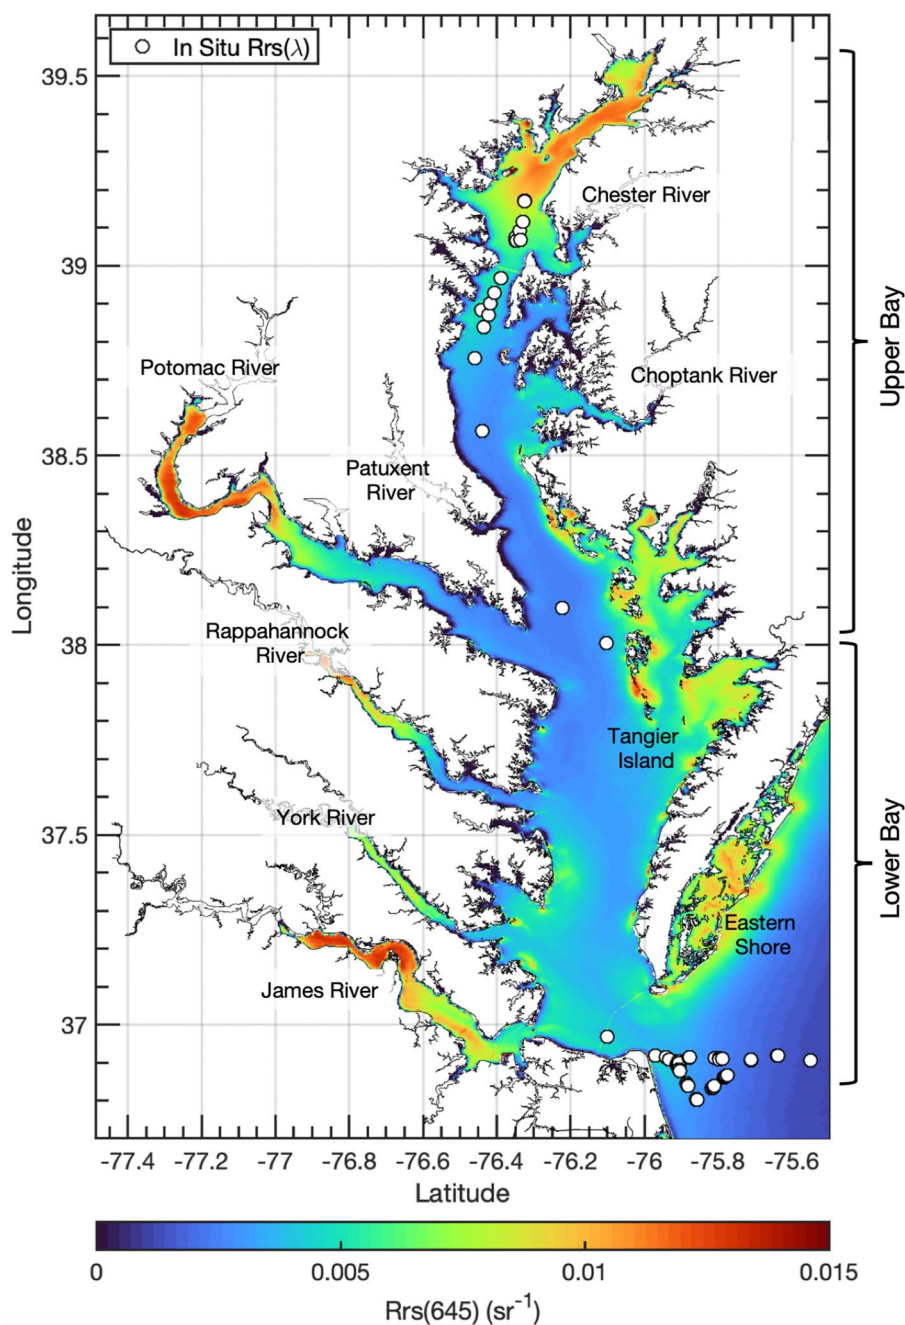 In Situ Rrs(λ)
39.5
39
38.5
38
37.5
37
Longitude
Chester River
Potomac River
Choptank River
Patuxent
River
Rappahannock
River
Tangier
Island
York River
Eastern
Shore
James River
Upper Bay
Lower Bay
-77.4 -77.2 -77 -76.8 -76.6 -76.4 -76.2 -76 -75.8 -75.6
Latitude
0 0.005 0.01 0.015
Rrs(645) (sr⁻¹)